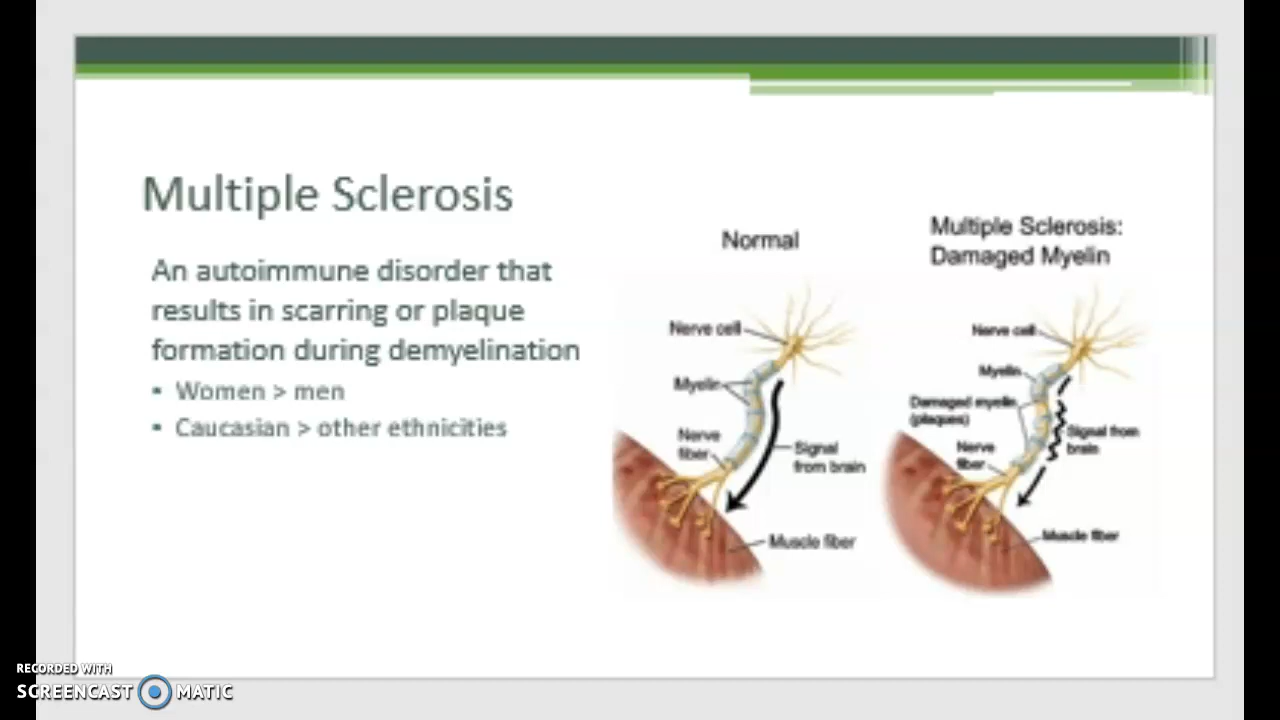 Multiple Sclerosis
An autoimmune disorder that
results in scarring or plaque
formation during demyelination
▪ Women > men
▪ Caucasian > other ethnicities
Normal
Nerve cell
Myelin
Nerve
fiber
Signal
from brain
Muscle fiber
Multiple Sclerosis:
Damaged Myelin
Nerve cell
Myelin
Damaged myelin
(plaques)
Nerve
fiber
Signal from
brain
Muscle fiber
RECORDED WITH
SCREENCAST MATIC